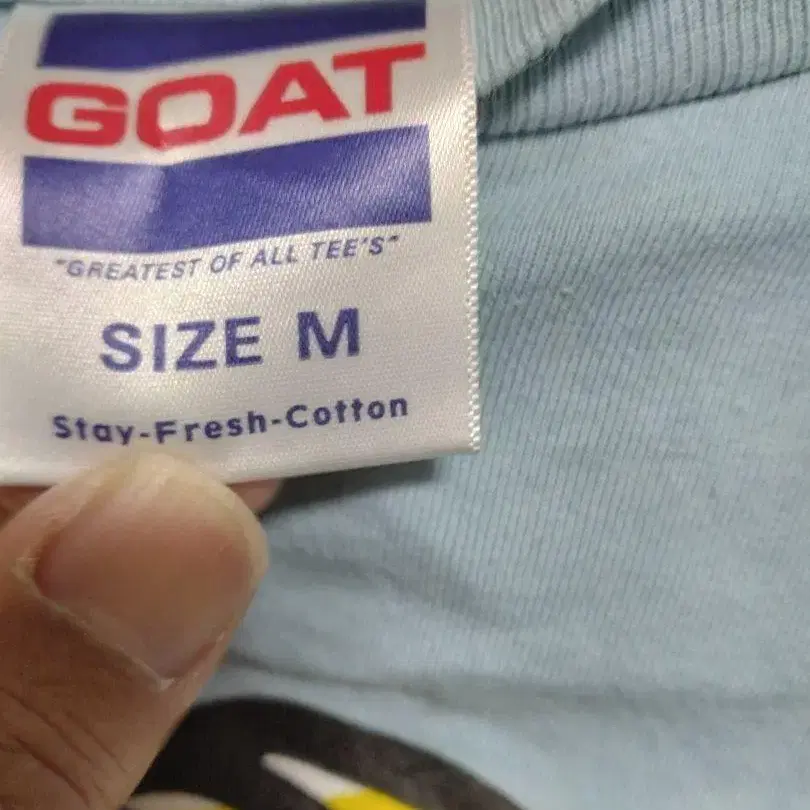 GOAT
"GREATEST OF ALL TEE'S"
SIZE M
Stay-Fresh-Cotton